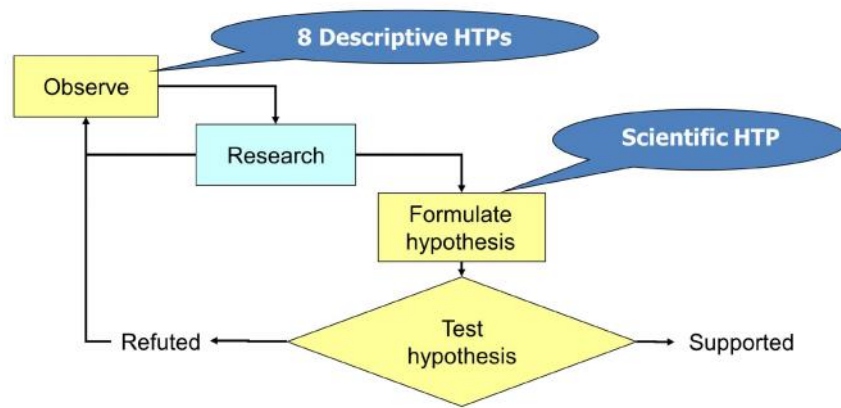 8 Descriptive HTPs
Observe
Research
Scientific HTP
Formulate
hypothesis
Test
hypothesis
Refuted
Supported